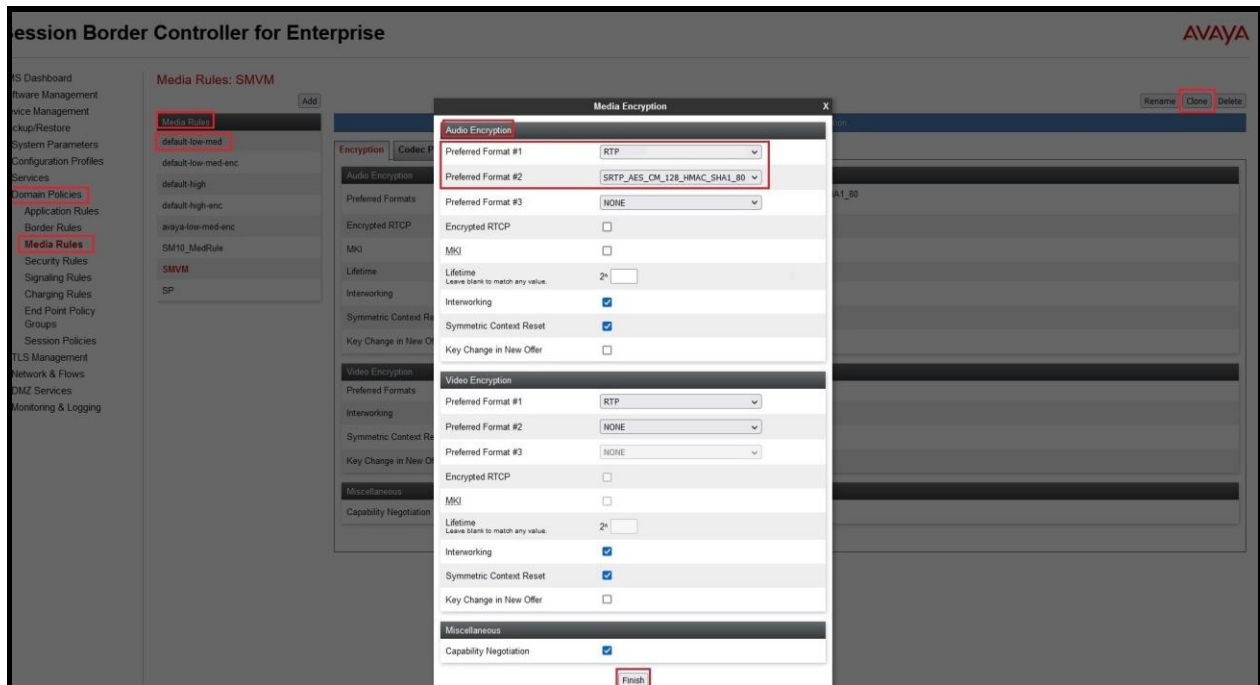 ession Border Controller for Enterprise
AVAYA
MS Dashboard
ftware Management
vice Management
ckup/Restore
System Parameters
Configuration Profiles
Services
Domain Policies
Application Rules
Border Rules
Media Rules
Security Rules
Signaling Rules
Charging Rules
End Point Policy
Groups
Session Policies
TLS Management
Network & Flows
DMZ Services
Monitoring & Logging
Media Rules: SMVM
Add
Rename Clone Delete
Media Rules
default-low-med
default-low-med-enc
default-high
default-high-enc
avaya-low-med-enc
SM10_MedRule
SMVM
SP
Encryption Codec P
Audio Encryption
Preferred Formats
A1_80
Encrypted RTCP
MKI
Lifetime
Interworking
Symmetric Context Re
Key Change in New Of
Video Encryption
Preferred Formats
Interworking
Symmetric Context Re
Key Change in New Of
Miscellaneous
Capability Negotiation
Media Encryption X
Audio Encryption
Preferred Format #1 RTP
Preferred Format #2 SRTP_AES_CM_128_HMAC_SHA1_80
Preferred Format #3 NONE
Encrypted RTCP
MKI
Lifetime
Leave blank to match any value.
2^
Interworking
Symmetric Context Reset
Key Change in New Offer
Video Encryption
Preferred Format #1 RTP
Preferred Format #2 NONE
Preferred Format #3 NONE
Encrypted RTCP
MKI
Lifetime
Leave blank to match any value.
2^
Interworking
Symmetric Context Reset
Key Change in New Offer
Miscellaneous
Capability Negotiation
Finish